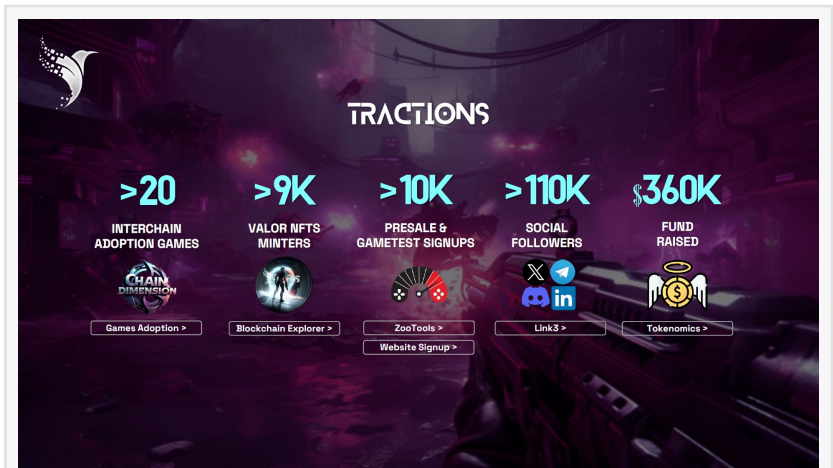 TRACTIONS
>20
INTERCHAIN
ADOPTION GAMES
CHAIN
DIMENSION
Games Adoption >
>9K
VALOR NFTS
MINTERS
Blockchain Explorer >
>10K
PRESALE &
GAMETEST SIGNUPS
ZooTools >
Website Signup >
>110K
SOCIAL
FOLLOWERS
X
in
Link3 >
$360K
FUND
RAISED
$
Tokenomics >